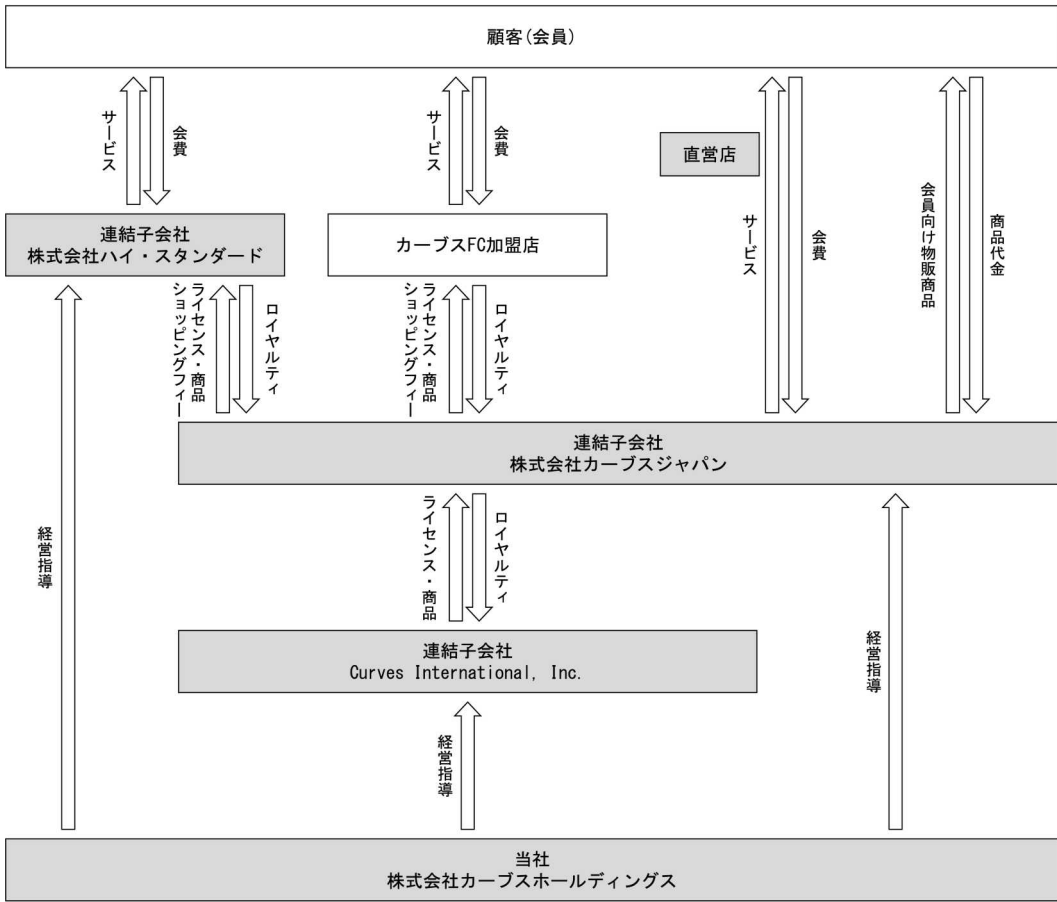 顧客(会員)
サービス
会費
サービス
会費
直営店
サービス
会費
会員向け物販商品
商品代金
連結子会社
株式会社ハイ・スタンダード
カーブスFC加盟店
ライセンス・商品
ショッピングフィー
ロイヤルティ
ライセンス・商品
ショッピングフィー
ロイヤルティ
連結子会社
株式会社カーブスジャパン
経営指導
ライセンス・商品
ロイヤルティ
連結子会社
Curves International, Inc.
経営指導
経営指導
当社
株式会社カーブスホールディングス